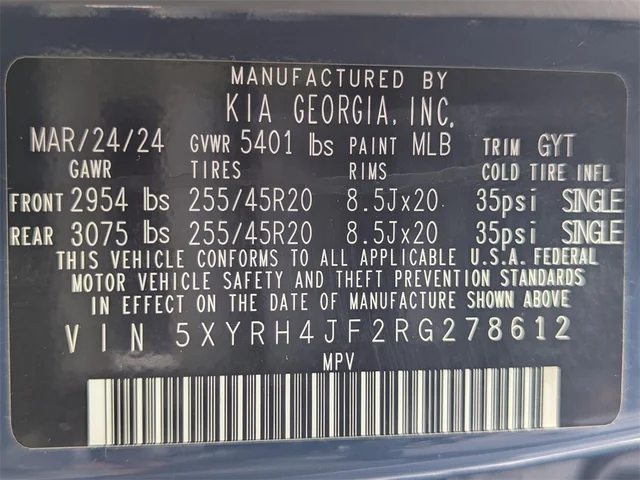 MANUFACTURED BY
KIA GEORGIA, INC.
MAR/24/24 GVWR 5401 lbs PAINT MLB TRIM GYT
GAWR TIRES RIMS COLD TIRE INFL
FRONT 2954 lbs 255/45R20 8.5Jx20 35psi SINGLE
REAR 3075 lbs 255/45R20 8.5Jx20 35psi SINGLE
THIS VEHICLE CONFORMS TO ALL APPLICABLE U.S.A. FEDERAL
MOTOR VEHICLE SAFETY AND THEFT PREVENTION STANDARDS
IN EFFECT ON THE DATE OF MANUFACTURE SHOWN ABOVE
VIN 5XYRH4JF2RG278612
MPV